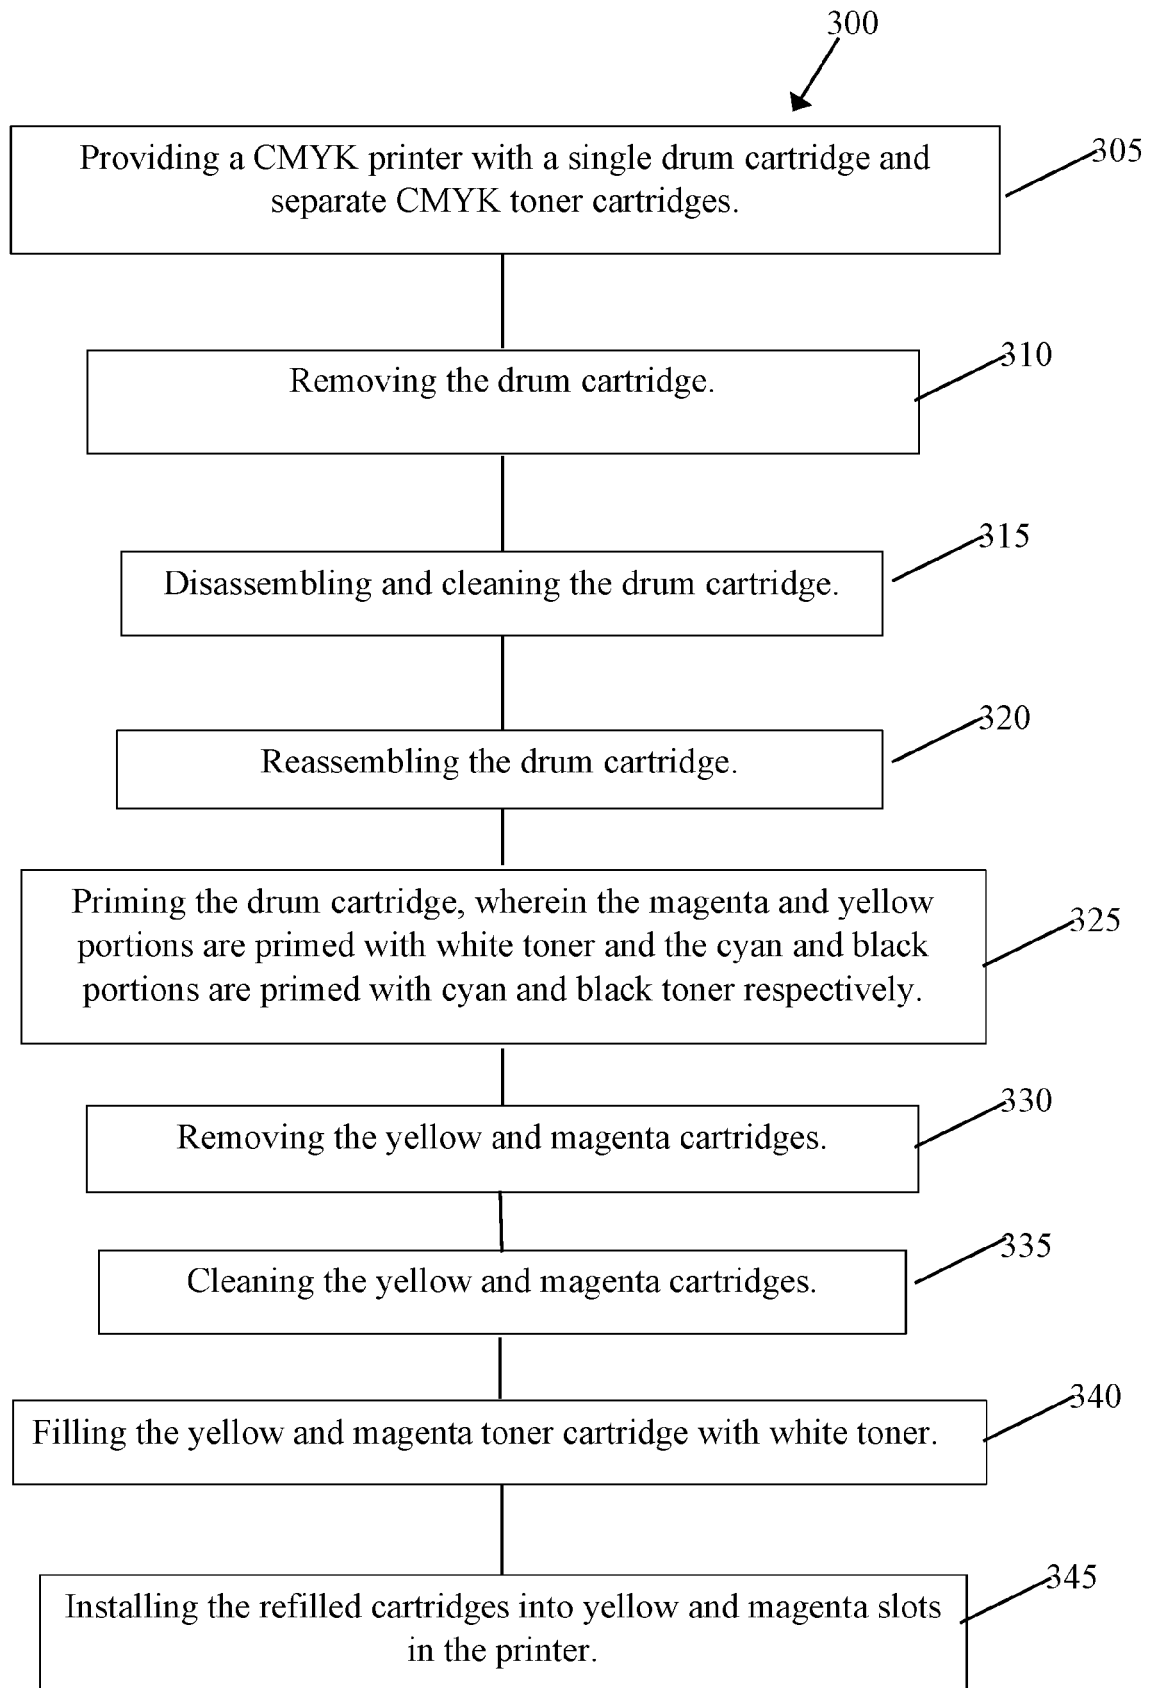 300
Providing a CMYK printer with a single drum cartridge and
separate CMYK toner cartridges.
305
Removing the drum cartridge.
310
Disassembling and cleaning the drum cartridge.
315
Reassembling the drum cartridge.
320
Priming the drum cartridge, wherein the magenta and yellow
portions are primed with white toner and the cyan and black
portions are primed with cyan and black toner respectively.
325
Removing the yellow and magenta cartridges.
330
Cleaning the yellow and magenta cartridges.
335
Filling the yellow and magenta toner cartridge with white toner.
340
Installing the refilled cartridges into yellow and magenta slots
in the printer.
345